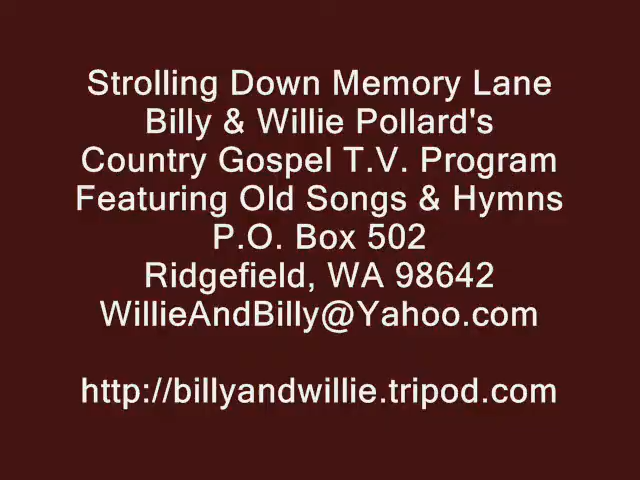 Strolling Down Memory Lane
Billy & Willie Pollard's
Country Gospel T.V. Program
Featuring Old Songs & Hymns
P.O. Box 502
Ridgefield, WA 98642
WillieAndBilly@Yahoo.com
http://billyandwillie.tripod.com